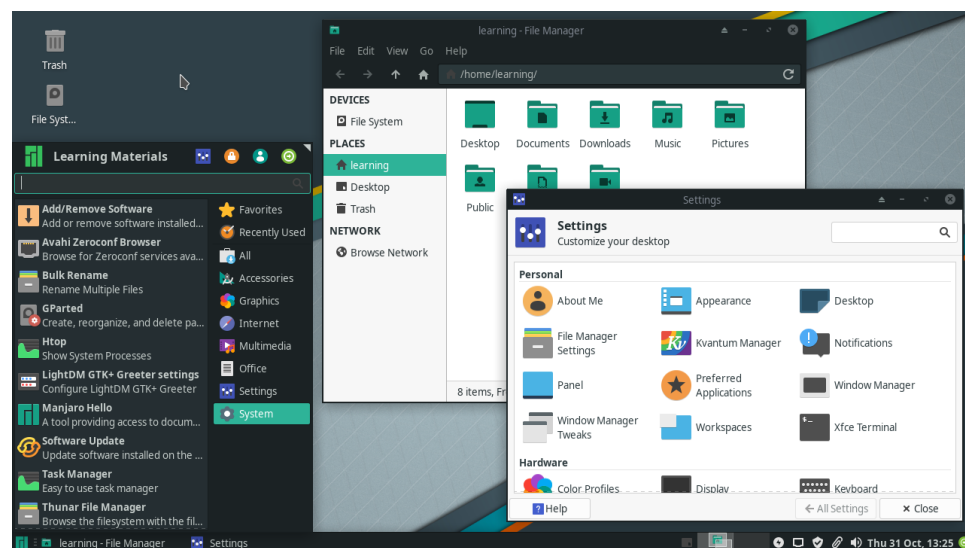 Trash
File Syst...
learning - File Manager
File Edit View Go Help
/home/learning/
DEVICES
File System
PLACES
learning
Desktop
Trash
NETWORK
Browse Network
Desktop
Documents
Downloads
Music
Pictures
Public
8 items, Fr
Learning Materials
Add/Remove Software
Add or remove software installed...
Avahi Zeroconf Browser
Browse for Zeroconf services ava...
Bulk Rename
Rename Multiple Files
GParted
Create, reorganize, and delete pa...
Htop
Show System Processes
LightDM GTK+ Greeter settings
Configure LightDM GTK+ Greeter
Manjaro Hello
A tool providing access to docum...
Software Update
Update software installed on the ...
Task Manager
Easy to use task manager
Thunar File Manager
Browse the filesystem with the fil...
Favorites
Recently Used
All
Accessories
Graphics
Internet
Multimedia
Office
Settings
System
Settings
Settings
Customize your desktop
Personal
About Me
Appearance
Desktop
File Manager
Settings
Kvantum Manager
Notifications
Panel
Preferred
Applications
Window Manager
Window Manager
Tweaks
Workspaces
Xfce Terminal
Hardware
Color Profiles
Display
Keyboard
Help
All Settings
Close
learning - File Manager
Settings
Thu 31 Oct, 13:25